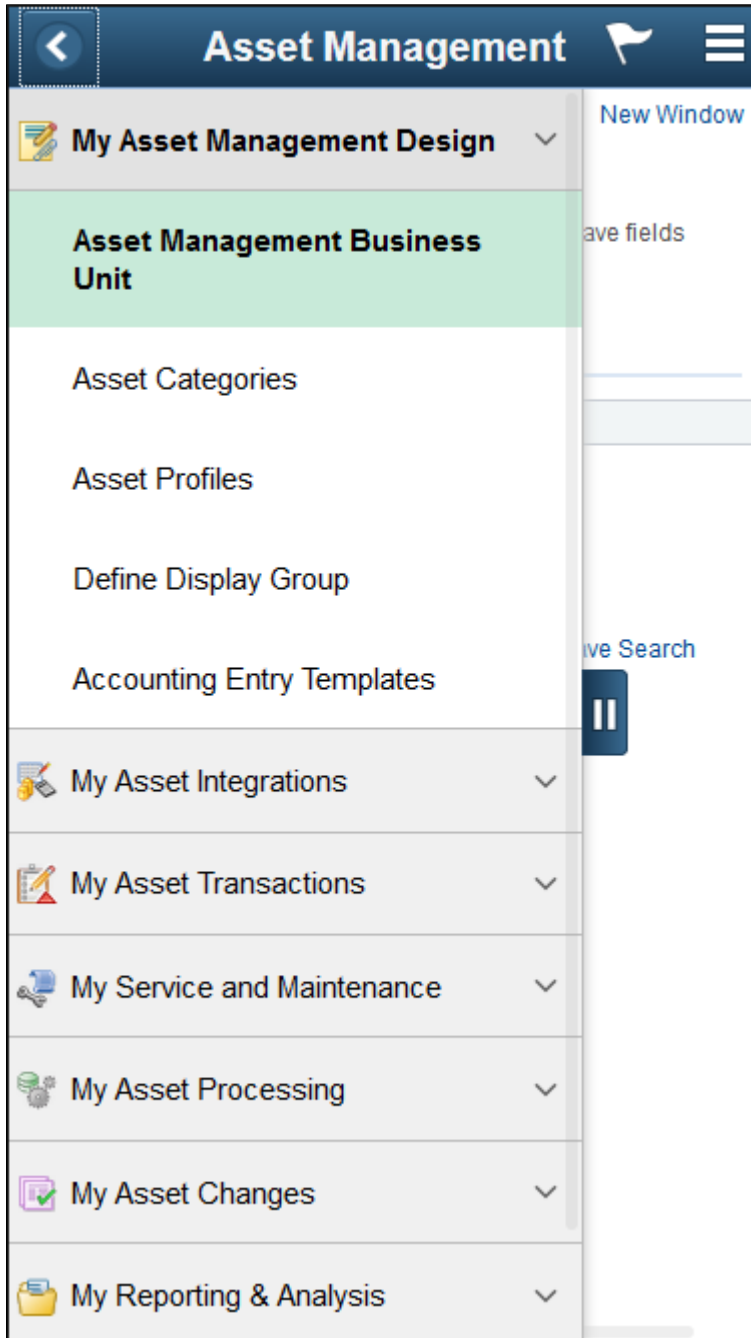 Asset Management
New Window
My Asset Management Design
Asset Management Business
Unit
ave fields
Asset Categories
Asset Profiles
Define Display Group
ave Search
Accounting Entry Templates
My Asset Integrations
My Asset Transactions
My Service and Maintenance
My Asset Processing
My Asset Changes
My Reporting & Analysis